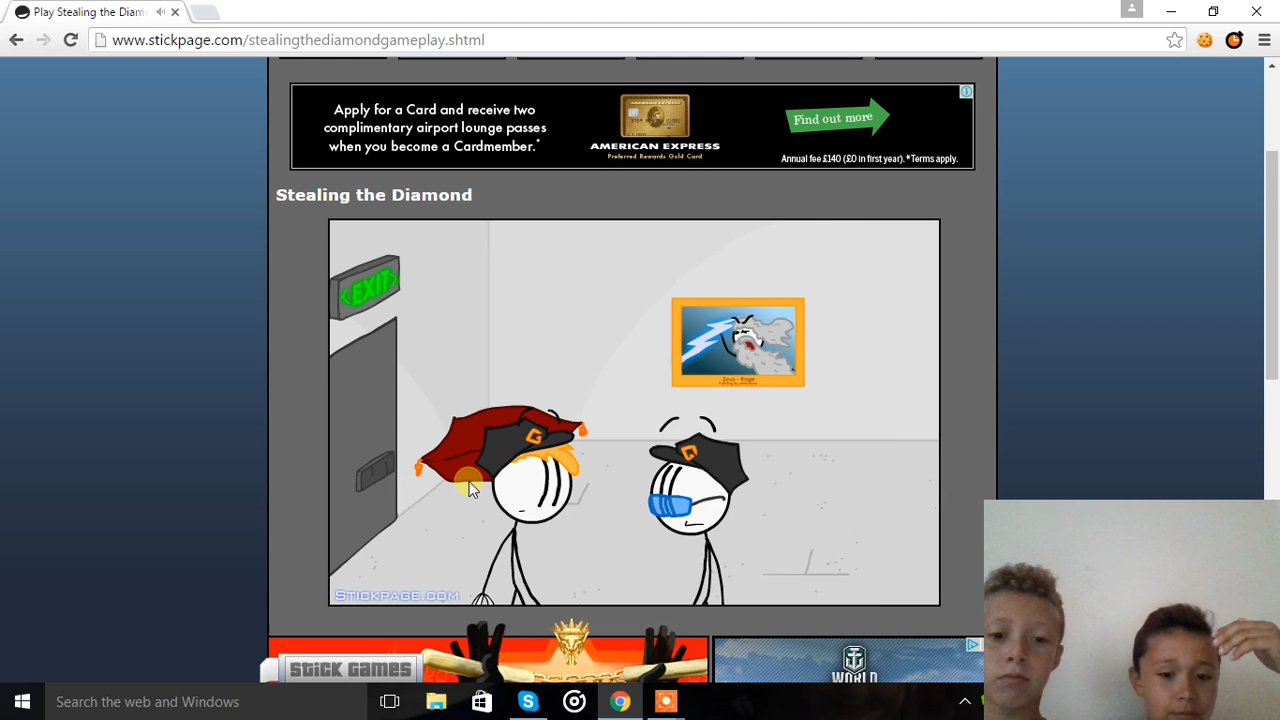 Play Stealing the Diam
www.stickpage.com/stealingthediamondgameplay.shtml
Apply for a Card and receive two
complimentary airport lounge passes
when you become a Cardmember.*
AMERICAN EXPRESS
Preferred Rewards Gold Card
Find out more
Annual fee £140 (£0 in first year). *Terms apply.
Stealing the Diamond
<EXIT>
G
G
Zeus - Rage
STICKPAGE.COM
STICK GAMES
WORLD
Search the web and Windows